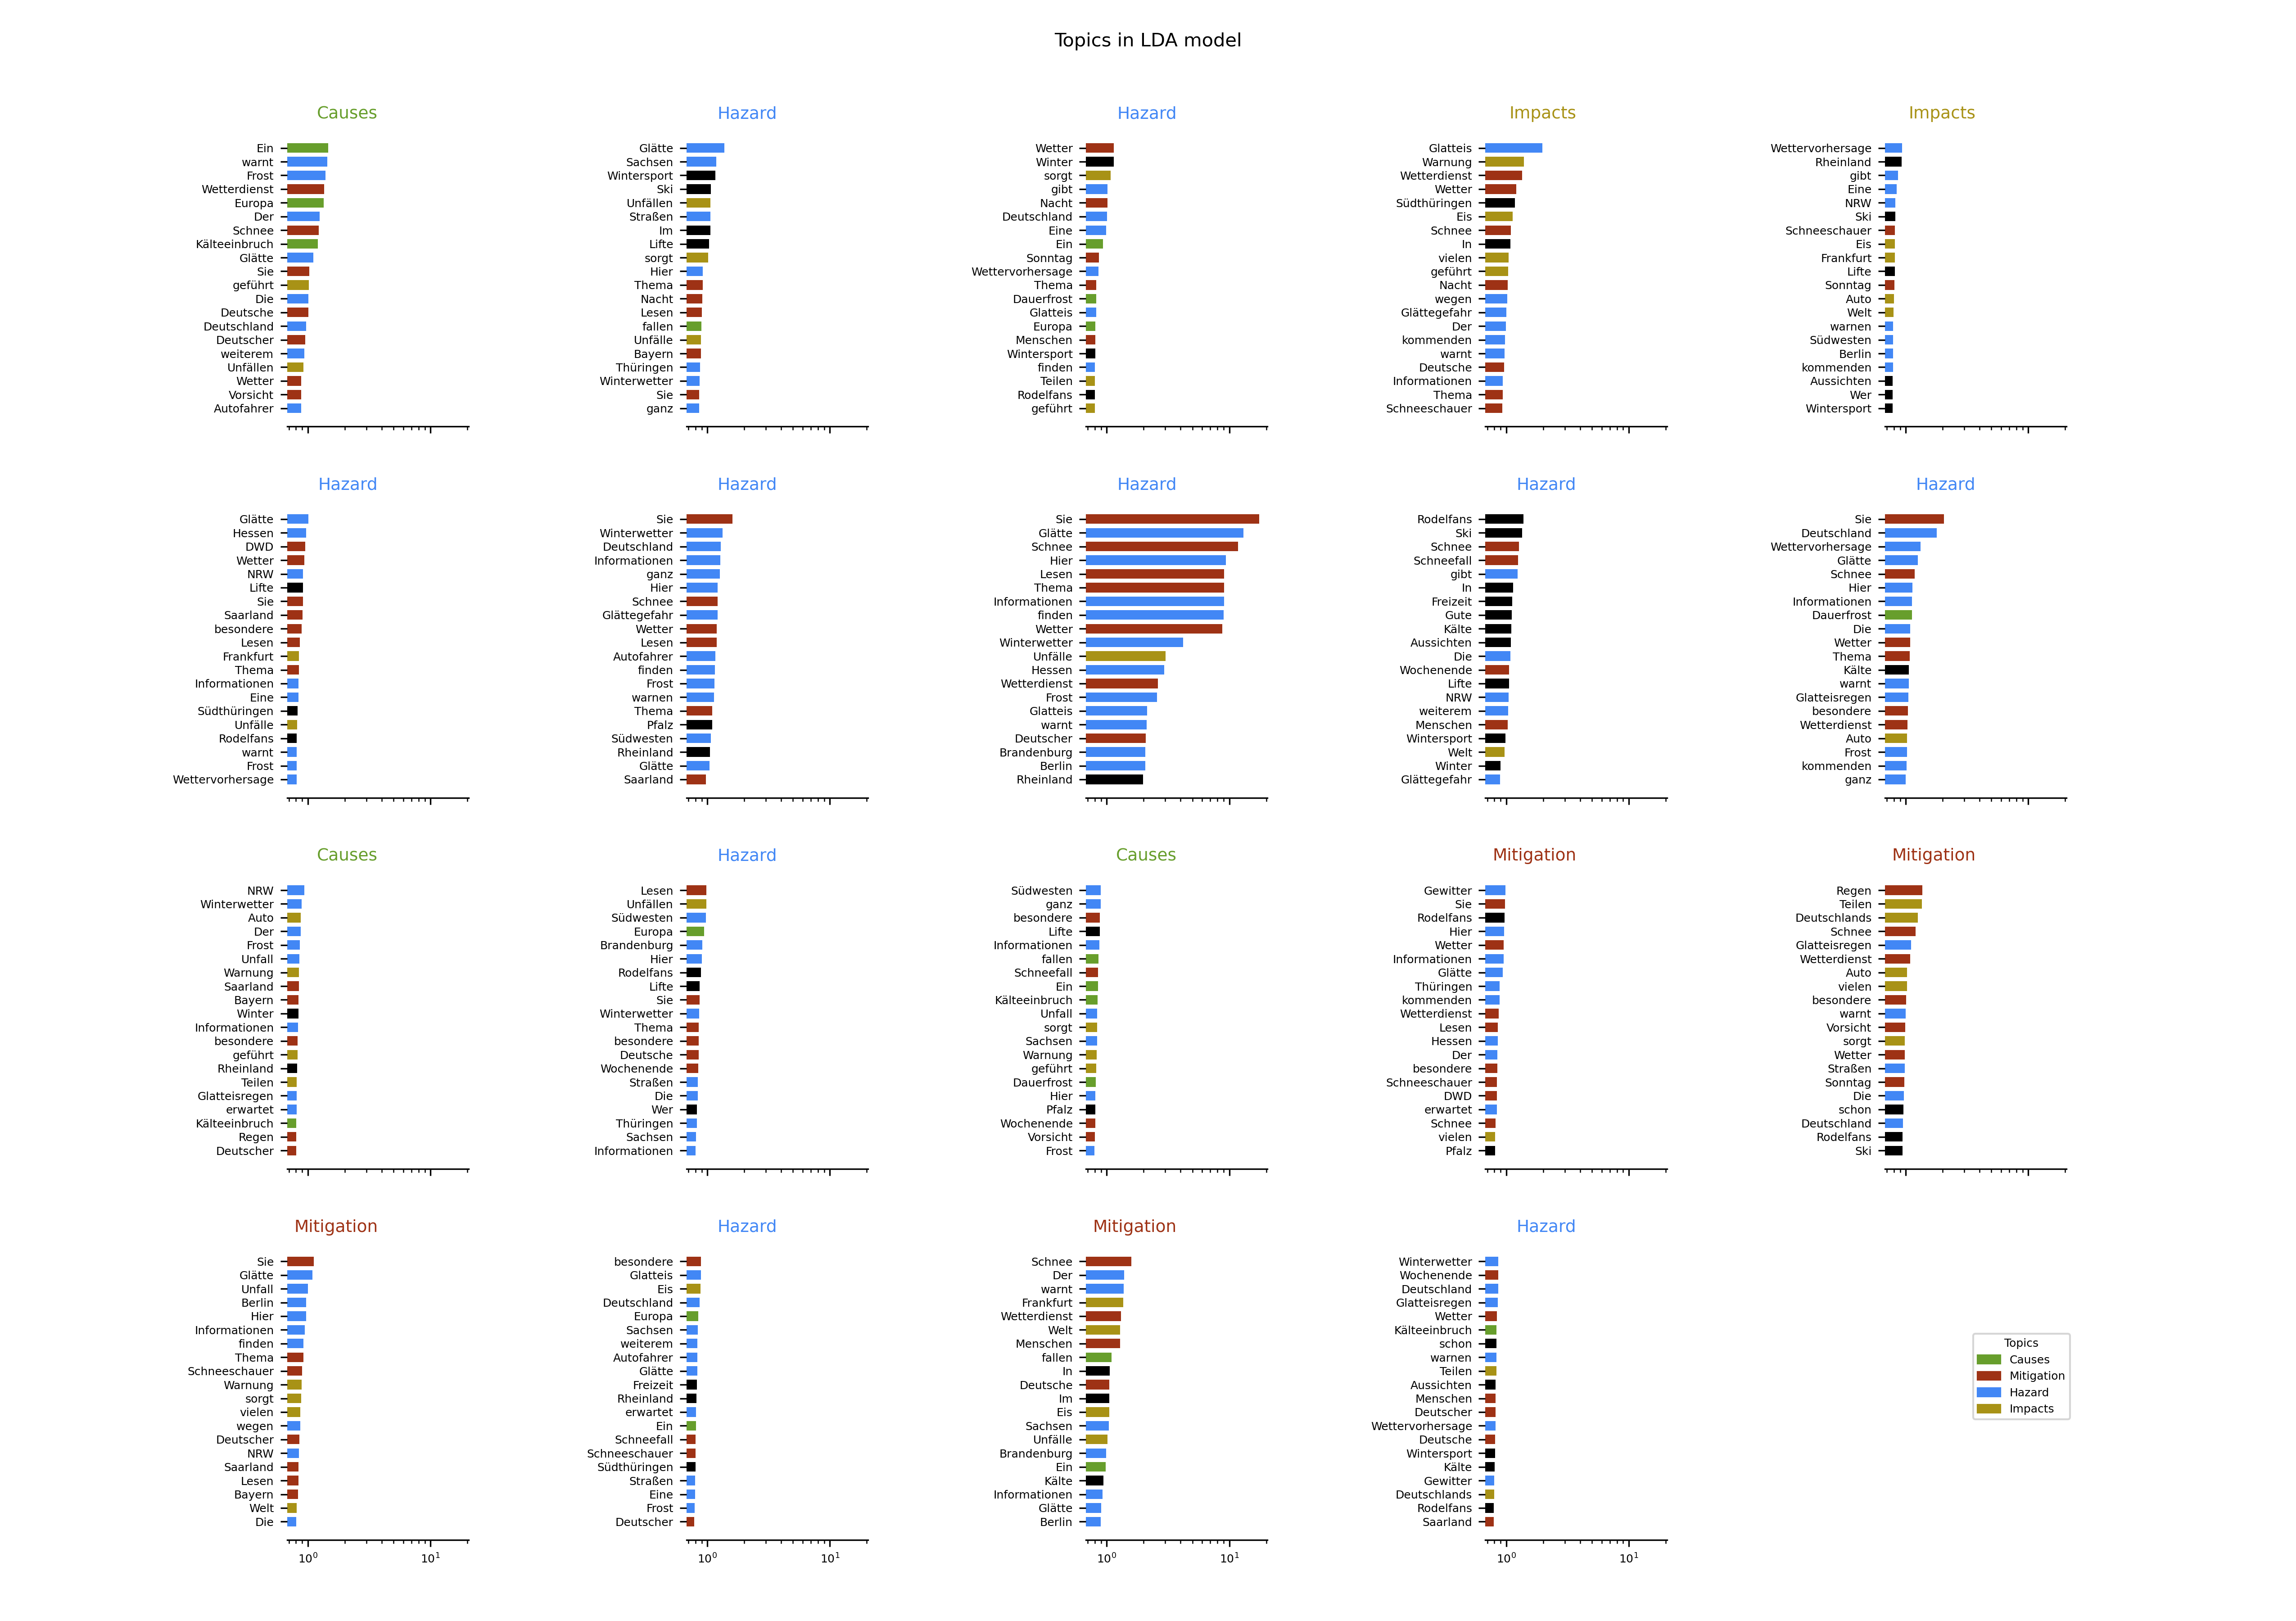 Topics in LDA model
Causes
Ein
warnt
Frost
Wetterdienst
Europa
Der
Schnee
Kälteeinbruch
Glätte
Sie
geführt
Die
Deutsche
Deutschland
Deutscher
weiterem
Unfällen
Wetter
Vorsicht
Autofahrer
Hazard
Glätte
Sachsen
Wintersport
Ski
Unfällen
Straßen
Im
Lifte
sorgt
Hier
Thema
Nacht
Lesen
fallen
Unfälle
Bayern
Thüringen
Winterwetter
Sie
ganz
Hazard
Wetter
Winter
sorgt
gibt
Nacht
Deutschland
Eine
Ein
Sonntag
Wettervorhersage
Thema
Dauerfrost
Glatteis
Europa
Menschen
Wintersport
finden
Teilen
Rodelfans
geführt
Impacts
Glatteis
Warnung
Wetterdienst
Wetter
Südthüringen
Eis
Schnee
In
vielen
geführt
Nacht
wegen
Glättegefahr
Der
kommenden
warnt
Deutsche
Informationen
Thema
Schneeschauer
Impacts
Wettervorhersage
Rheinland
gibt
Eine
NRW
Ski
Schneeschauer
Eis
Frankfurt
Lifte
Sonntag
Auto
Welt
warnen
Südwesten
Berlin
kommenden
Aussichten
Wer
Wintersport
Hazard
Glätte
Hessen
DWD
Wetter
NRW
Lifte
Sie
Saarland
besondere
Lesen
Frankfurt
Thema
Informationen
Eine
Südthüringen
Unfälle
Rodelfans
warnt
Frost
Wettervorhersage
Hazard
Sie
Winterwetter
Deutschland
Informationen
ganz
Hier
Schnee
Glättegefahr
Wetter
Lesen
Autofahrer
finden
Frost
warnen
Thema
Pfalz
Südwesten
Rheinland
Glätte
Saarland
Hazard
Sie
Glätte
Schnee
Hier
Lesen
Thema
Informationen
finden
Wetter
Winterwetter
Unfälle
Hessen
Wetterdienst
Frost
Glatteis
warnt
Deutscher
Brandenburg
Berlin
Rheinland
Hazard
Rodelfans
Ski
Schnee
Schneefall
gibt
In
Freizeit
Gute
Kälte
Aussichten
Die
Wochenende
Lifte
NRW
weiterem
Menschen
Wintersport
Welt
Winter
Glättegefahr
Hazard
Sie
Deutschland
Wettervorhersage
Glätte
Schnee
Hier
Informationen
Dauerfrost
Die
Wetter
Thema
Kälte
warnt
Glatteisregen
besondere
Wetterdienst
Auto
Frost
kommenden
ganz
Causes
NRW
Winterwetter
Auto
Der
Frost
Unfall
Warnung
Saarland
Bayern
Winter
Informationen
besondere
geführt
Rheinland
Teilen
Glatteisregen
erwartet
Kälteeinbruch
Regen
Deutscher
Hazard
Lesen
Unfällen
Südwesten
Europa
Brandenburg
Hier
Rodelfans
Lifte
Sie
Winterwetter
Thema
besondere
Deutsche
Wochenende
Straßen
Die
Wer
Thüringen
Sachsen
Informationen
Causes
Südwesten
ganz
besondere
Lifte
Informationen
fallen
Schneefall
Ein
Kälteeinbruch
Unfall
sorgt
Sachsen
Warnung
geführt
Dauerfrost
Hier
Pfalz
Wochenende
Vorsicht
Frost
Mitigation
Gewitter
Sie
Rodelfans
Hier
Wetter
Informationen
Glätte
Thüringen
kommenden
Wetterdienst
Lesen
Hessen
Der
besondere
Schneeschauer
DWD
erwartet
Schnee
vielen
Pfalz
Mitigation
Regen
Teilen
Deutschlands
Schnee
Glatteisregen
Wetterdienst
Auto
vielen
besondere
warnt
Vorsicht
sorgt
Wetter
Straßen
Sonntag
Die
schon
Deutschland
Rodelfans
Ski
Mitigation
Sie
Glätte
Unfall
Berlin
Hier
Informationen
finden
Thema
Schneeschauer
Warnung
sorgt
vielen
wegen
Deutscher
NRW
Saarland
Lesen
Bayern
Welt
Die
10⁰ 10¹
Hazard
besondere
Glatteis
Eis
Deutschland
Europa
Sachsen
weiterem
Autofahrer
Glätte
Freizeit
Rheinland
erwartet
Ein
Schneefall
Schneeschauer
Südthüringen
Straßen
Eine
Frost
Deutscher
10⁰ 10¹
Mitigation
Schnee
Der
warnt
Frankfurt
Wetterdienst
Welt
Menschen
fallen
In
Deutsche
Im
Eis
Sachsen
Unfälle
Brandenburg
Ein
Kälte
Informationen
Glätte
Berlin
10⁰ 10¹
Hazard
Winterwetter
Wochenende
Deutschland
Glatteisregen
Wetter
Kälteeinbruch
schon
warnen
Teilen
Aussichten
Menschen
Deutscher
Wettervorhersage
Deutsche
Wintersport
Kälte
Gewitter
Deutschlands
Rodelfans
Saarland
10⁰ 10¹
Topics
Causes
Mitigation
Hazard
Impacts